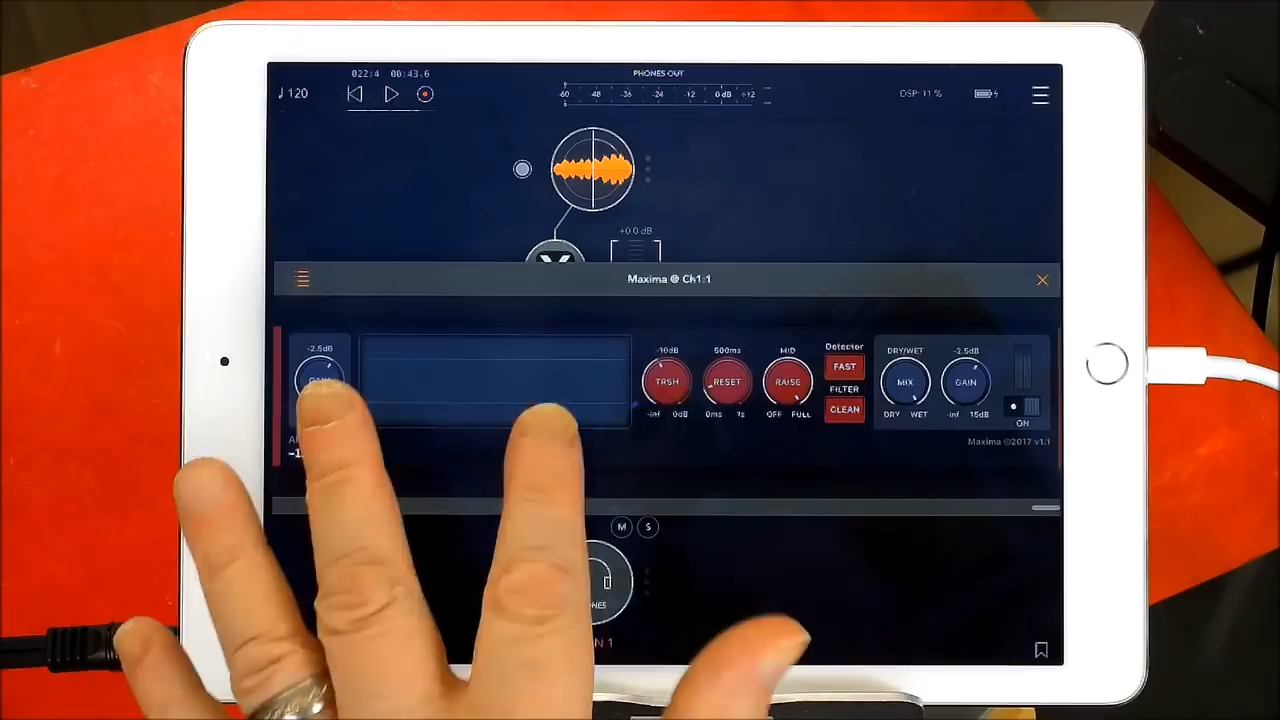 022:4 00:43.6
♩ 120
PHONES OUT
-60 -48 -36 -24 -12 0 dB +12
DSP: 11 %
+0.0 dB
Maxima @ Ch1:1
-2.5dB
-10dB 500ms MID Detector DRY/WET -2.5dB
FAST
TRSH RESET RAISE FILTER MIX GAIN
-inf 0dB 0ms 1s OFF FULL CLEAN DRY WET -inf 15dB ON
Maxima ©2017 v1.1
M S
N 1